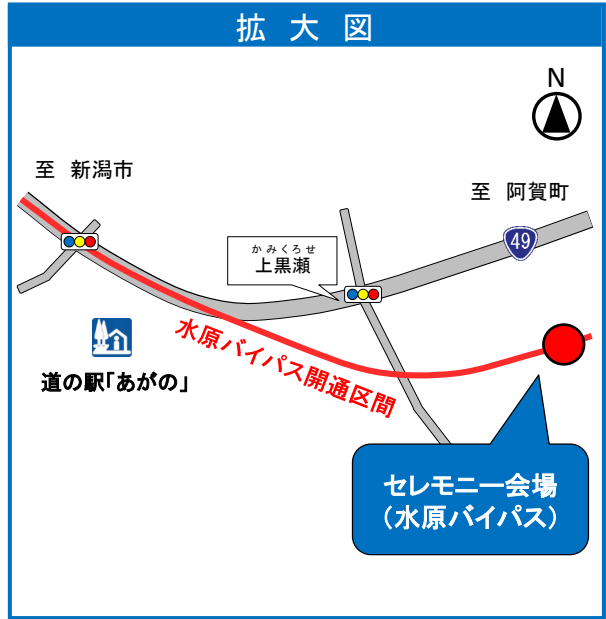 拡大図
N
至 新潟市
至 阿賀町
49
かみくろせ
上黒瀬
水原バイパス開通区間
道の駅「あがの」
セレモニー会場
（水原バイパス）